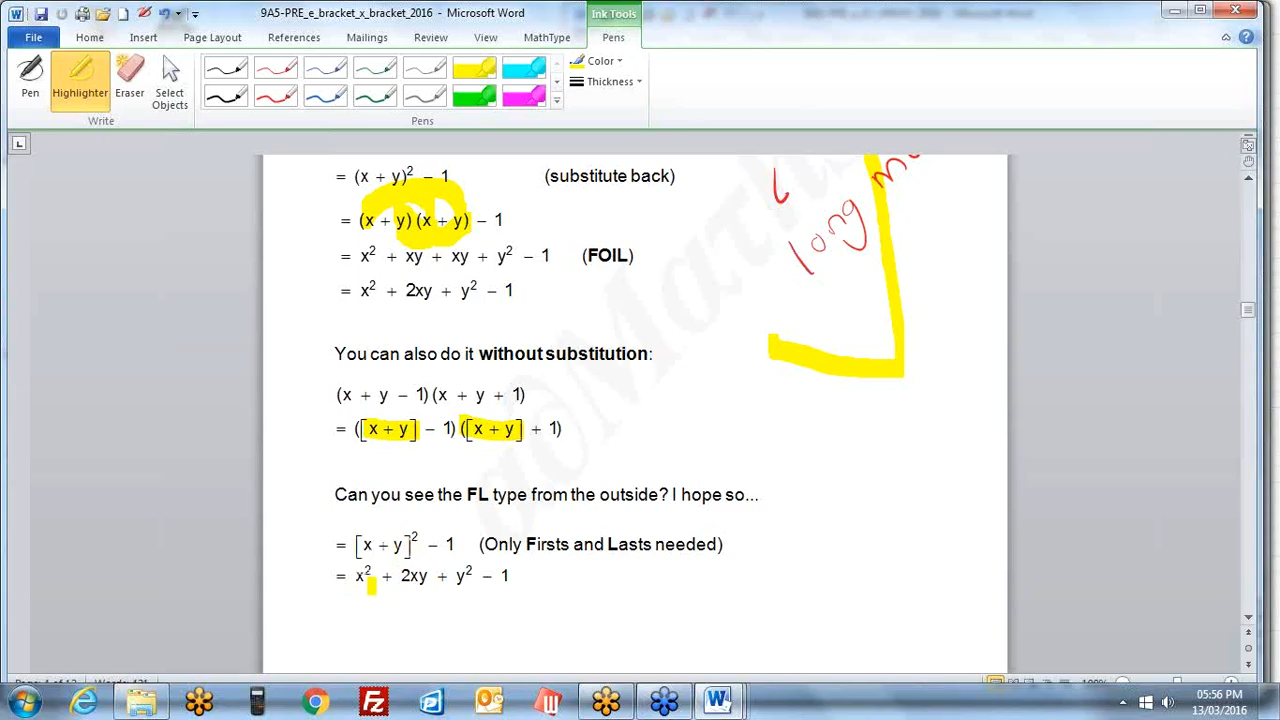 9A5-PRE_e_bracket_x_bracket_2016 - Microsoft Word
Ink Tools
File Home Insert Page Layout References Mailings Review View MathType Pens
Pen Highlighter Eraser Select Objects
Color
Thickness
Write Pens
= (x + y)² − 1 (substitute back)
= (x + y)(x + y) − 1
= x² + xy + xy + y² − 1 (FOIL)
= x² + 2xy + y² − 1
long
You can also do it without substitution:
(x + y − 1)(x + y + 1)
= ([x + y] − 1)([x + y] + 1)
Can you see the FL type from the outside? I hope so...
= [x + y]² − 1 (Only Firsts and Lasts needed)
= x² + 2xy + y² − 1
05:56 PM
13/03/2016